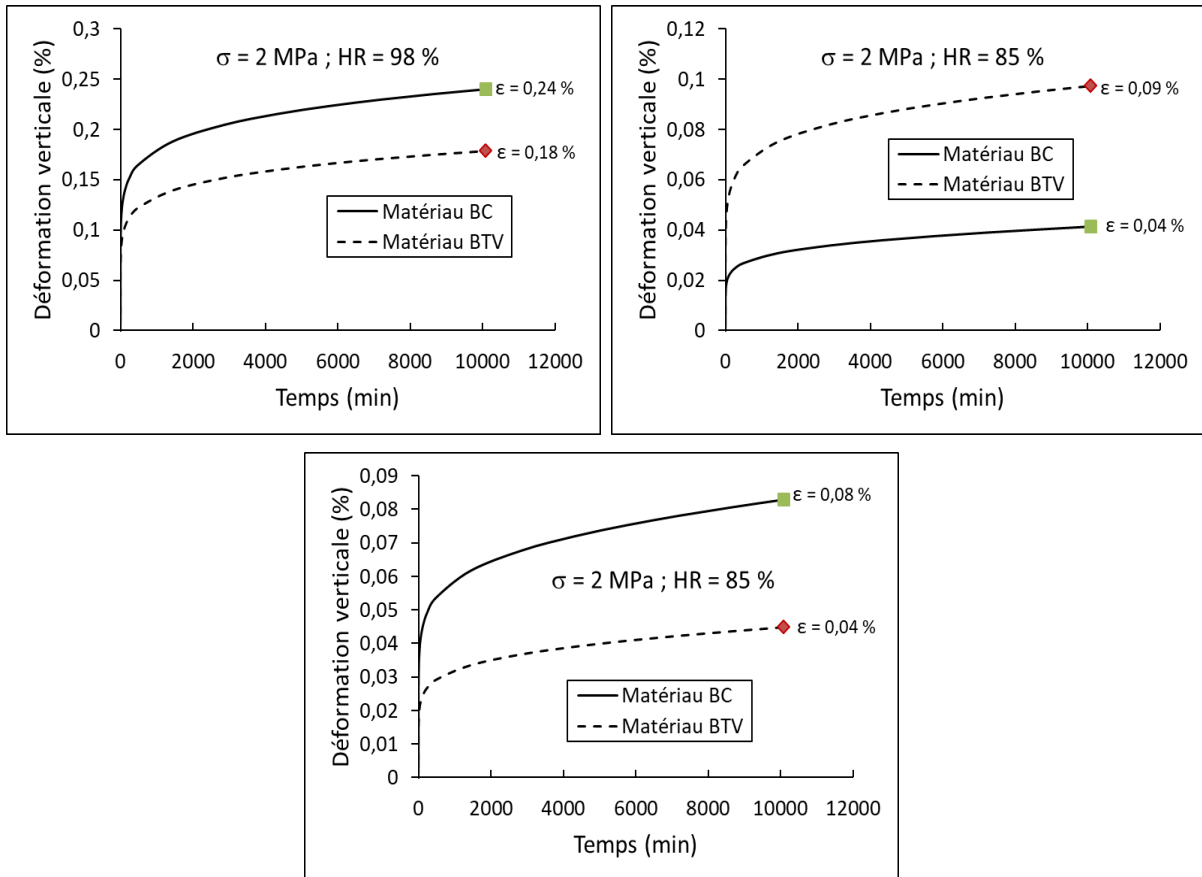 Déformation verticale (%)
0,3
0,25
0,2
0,15
0,1
0,05
0
σ = 2 MPa ; HR = 98 %
ε = 0,24 %
ε = 0,18 %
Matériau BC
Matériau BTV
0 2000 4000 6000 8000 10000 12000
Temps (min)
Déformation verticale (%)
0,12
0,1
0,08
0,06
0,04
0,02
0
σ = 2 MPa ; HR = 85 %
ε = 0,09 %
Matériau BC
Matériau BTV
ε = 0,04 %
0 2000 4000 6000 8000 10000 12000
Temps (min)
Déformation verticale (%)
0,09
0,08
0,07
0,06
0,05
0,04
0,03
0,02
0,01
0
ε = 0,08 %
σ = 2 MPa ; HR = 85 %
ε = 0,04 %
Matériau BC
Matériau BTV
0 2000 4000 6000 8000 10000 12000
Temps (min)